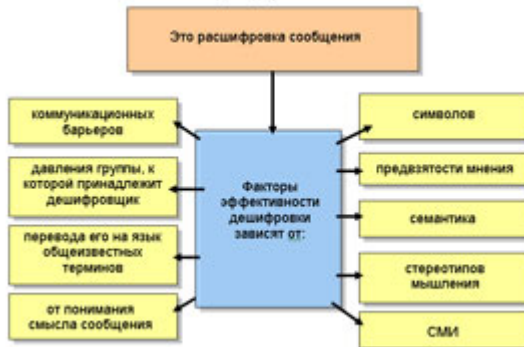 Это расшифровка сообщения
коммуникационных
барьеров
давления группы, к
которой принадлежит
дешифровщик
перевода его на язык
общеизвестных
терминов
от понимания
смысла сообщения
Факторы
эффективности
дешифровки
зависят от:
символов
предвзятости мнения
семантика
стереотипов
мышления
СМИ